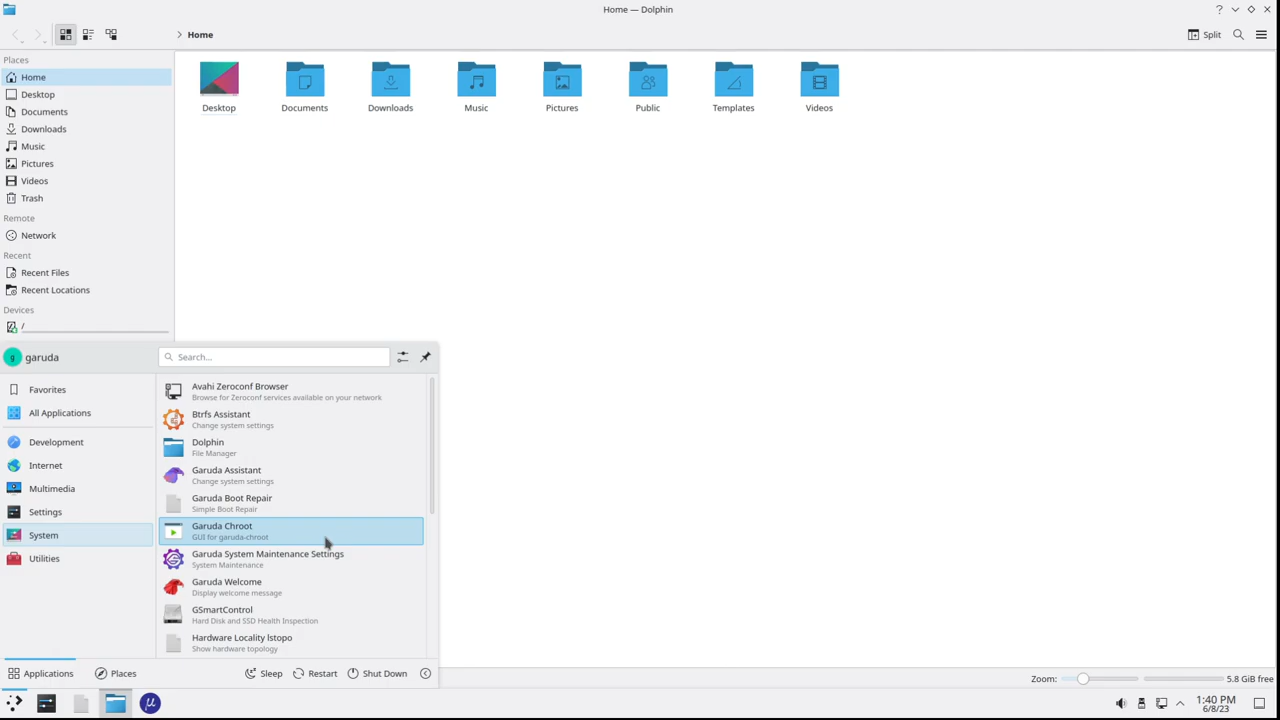 Home — Dolphin
Home
Split
Places
Home
Desktop
Documents
Downloads
Music
Pictures
Videos
Trash
Remote
Network
Recent
Recent Files
Recent Locations
Devices
/
Desktop
Documents
Downloads
Music
Pictures
Public
Templates
Videos
g
garuda
Search...
Favorites
All Applications
Development
Internet
Multimedia
Settings
System
Utilities
Avahi Zeroconf Browser
Browse for Zeroconf services available on your network
Btrfs Assistant
Change system settings
Dolphin
File Manager
Garuda Assistant
Change system settings
Garuda Boot Repair
Simple Boot Repair
Garuda Chroot
GUI for garuda-chroot
Garuda System Maintenance Settings
System Maintenance
Garuda Welcome
Display welcome message
GSmartControl
Hard Disk and SSD Health Inspection
Hardware Locality lstopo
Show hardware topology
Applications
Places
Sleep
Restart
Shut Down
Zoom:
5.8 GiB free
μ
1:40 PM
6/8/23